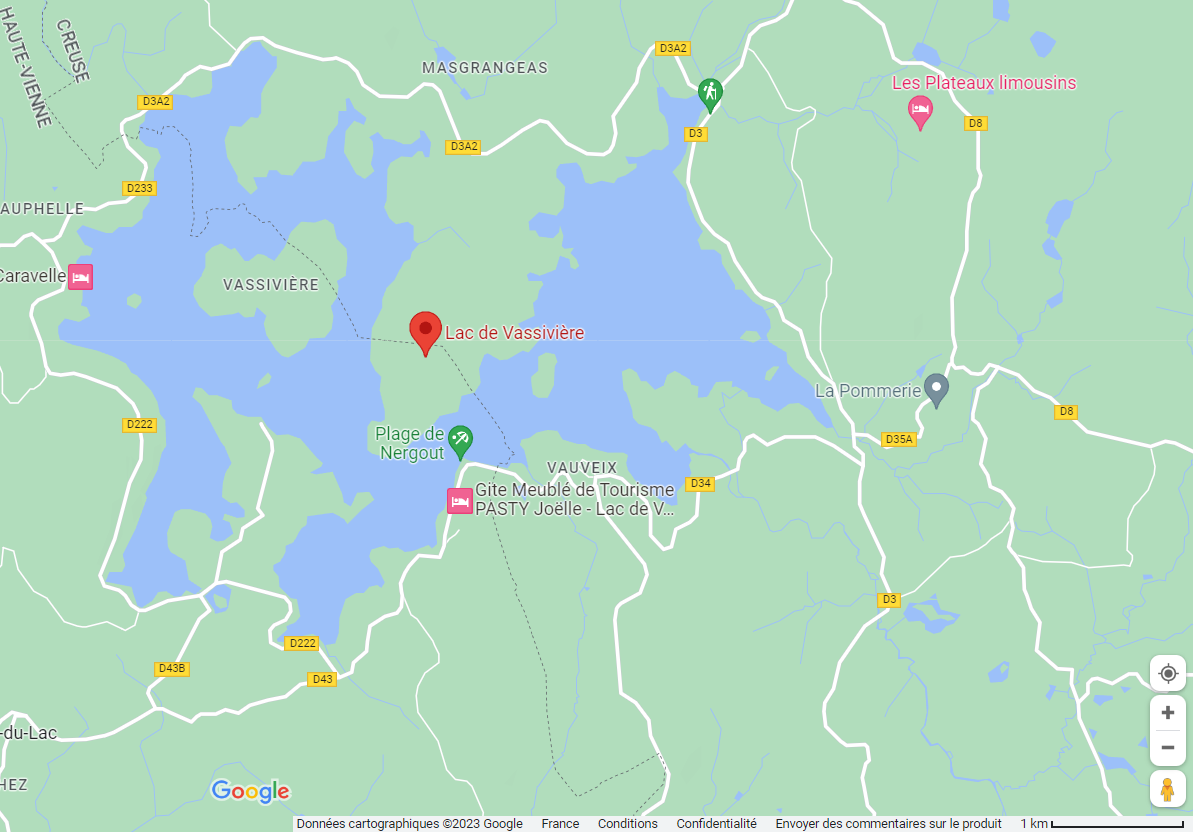 HAUTE-VIENNE
CREUSE
D3A2
MASGRANGEAS
D3A2
Les Plateaux limousins
D3A2
D3
D8
D3A2
D233
AUPHELLE
Caravelle
VASSIVIÈRE
Lac de Vassivière
La Pommerie
D8
D222
Plage de
Nergout
D35A
VAUVEIX
D34
Gite Meublé de Tourisme
PASTY Joëlle - Lac de V...
D3
D222
D43B
D43
-du-Lac
HEZ
Google
Données cartographiques ©2023 Google France Conditions Confidentialité Envoyer des commentaires sur le produit 1 km